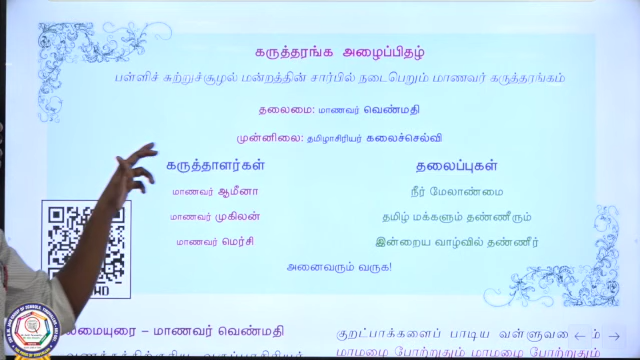 கருத்தரங்க அழைப்பிதழ்
பள்ளிச் சுற்றுச்சூழல் மன்றத்தின் சார்பில் நடைபெறும் மாணவர் கருத்தரங்கம்
தலைமை: மாணவர் வெண்மதி
முன்னிலை: தமிழாசிரியர் கலைச்செல்வி
கருத்தாளர்கள் தலைப்புகள்
மாணவர் ஆமீனா நீர் மேலாண்மை
மாணவர் முகிலன் தமிழ் மக்களும் தண்ணீரும்
மாணவர் மெர்சி இன்றைய வாழ்வில் தண்ணீர்
அனைவரும் வருக!
மையுரை – மாணவர் வெண்மதி
குறட்பாக்களைப் பாடிய
மாமழை போற்றுதும் மாமழை போற்றுதும்